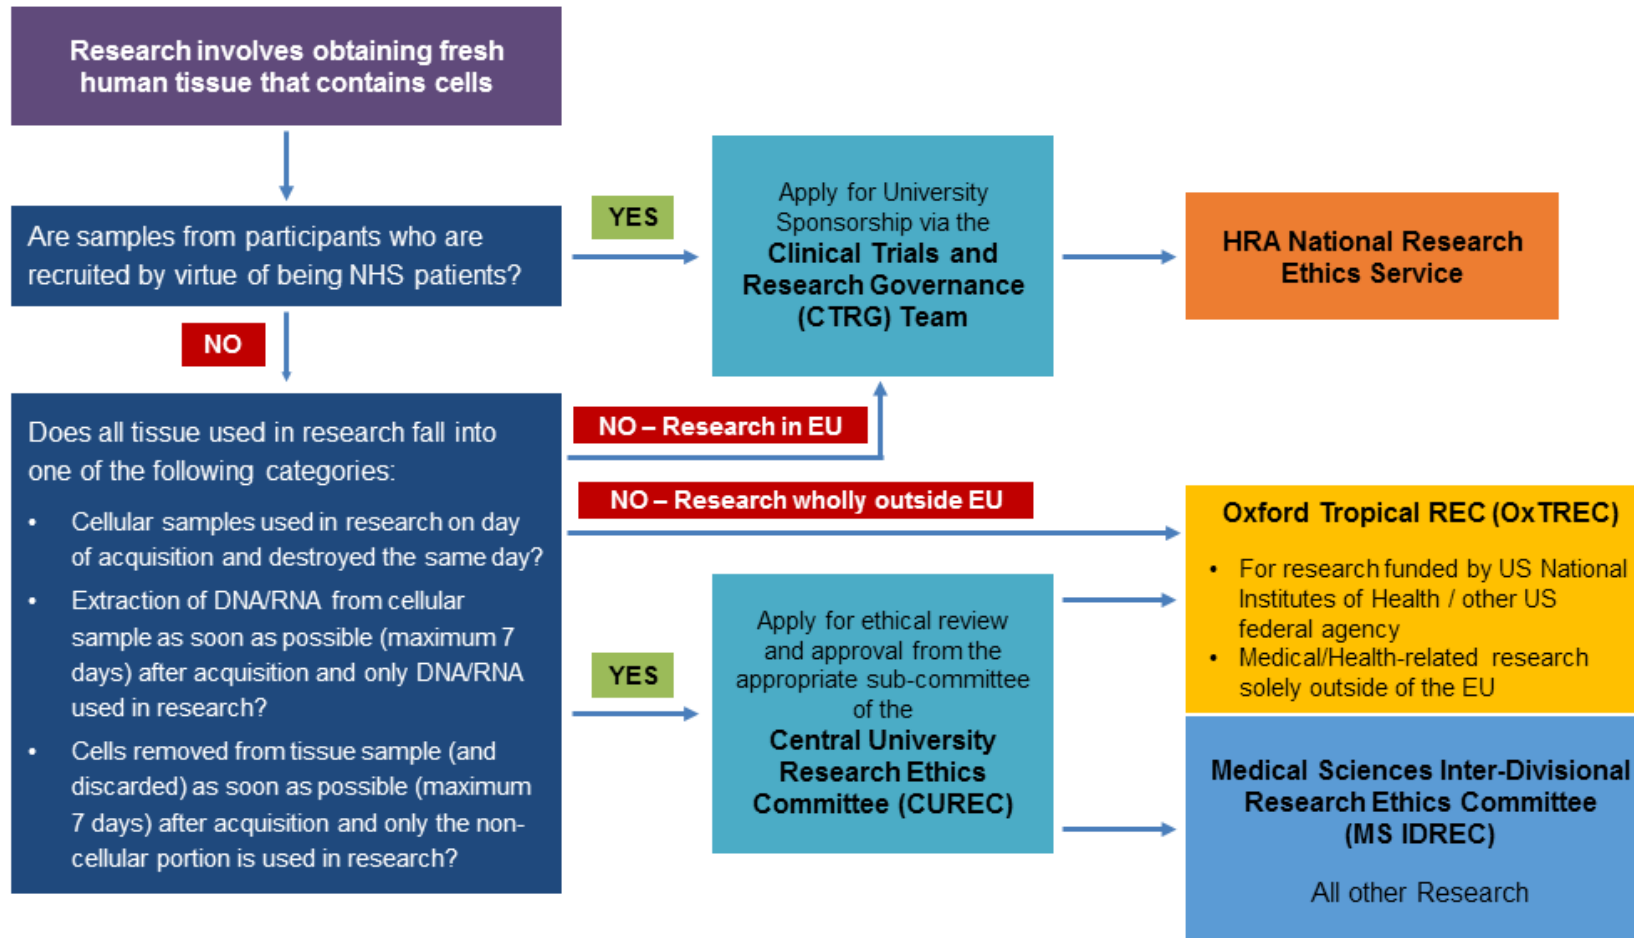 Research involves obtaining fresh
human tissue that contains cells
Are samples from participants who are
recruited by virtue of being NHS patients?
YES
Apply for University
Sponsorship via the
Clinical Trials and
Research Governance
(CTRG) Team
HRA National Research
Ethics Service
NO
Does all tissue used in research fall into
one of the following categories:
• Cellular samples used in research on day
of acquisition and destroyed the same day?
• Extraction of DNA/RNA from cellular
sample as soon as possible (maximum 7
days) after acquisition and only DNA/RNA
used in research?
• Cells removed from tissue sample (and
discarded) as soon as possible (maximum
7 days) after acquisition and only the non-
cellular portion is used in research?
NO – Research in EU
NO – Research wholly outside EU
YES
Apply for ethical review
and approval from the
appropriate sub-committee
of the
Central University
Research Ethics
Committee (CUREC)
Oxford Tropical REC (OxTREC)
• For research funded by US National
Institutes of Health / other US
federal agency
• Medical/Health-related research
solely outside of the EU
Medical Sciences Inter-Divisional
Research Ethics Committee
(MS IDREC)
All other Research